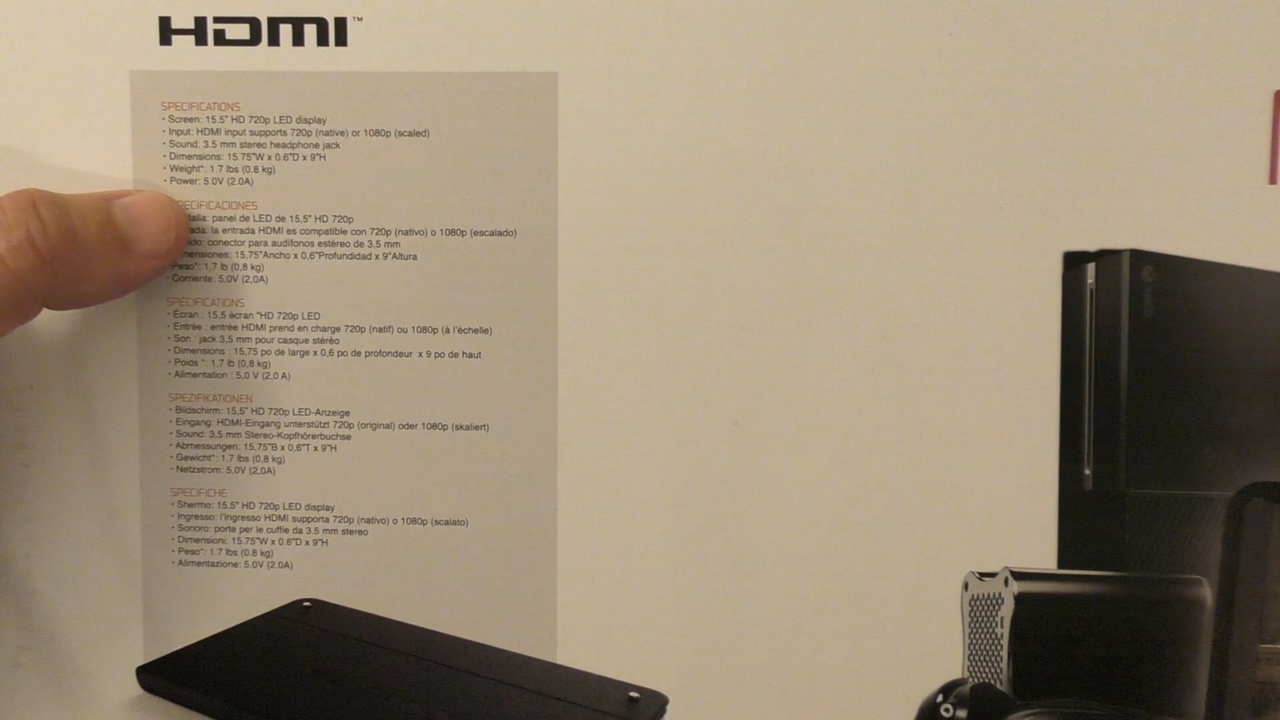 HDMI™
SPECIFICATIONS
• Screen: 15.5" HD 720p LED display
• Input: HDMI input supports 720p (native) or 1080p (scaled)
• Sound: 3.5 mm stereo headphone jack
• Dimensions: 15.75"W x 0.6"D x 9"H
• Weight*: 1.7 lbs (0.8 kg)
• Power: 5.0V (2.0A)
ECIFICACIONES
talla: panel de LED de 15,5" HD 720p
ada: la entrada HDMI es compatible con 720p (nativo) o 1080p (escalado)
ido: conector para audífonos estéreo de 3,5 mm
mensiones: 15,75"Ancho x 0,6"Profundidad x 9"Altura
Peso*: 1,7 lb (0,8 kg)
• Corriente: 5,0V (2,0A)
SPÉCIFICATIONS
• Écran : 15,5 écran "HD 720p LED
• Entrée : entrée HDMI prend en charge 720p (natif) ou 1080p (à l'échelle)
• Son : jack 3,5 mm pour casque stéréo
• Dimensions : 15,75 po de large x 0,6 po de profondeur x 9 po de haut
• Poids *: 1,7 lb (0,8 kg)
• Alimentation : 5,0 V (2,0 A)
SPEZIFIKATIONEN
• Bildschirm: 15,5" HD 720p LED-Anzeige
• Eingang: HDMI-Eingang unterstützt 720p (original) oder 1080p (skaliert)
• Sound: 3,5 mm Stereo-Kopfhörerbuchse
• Abmessungen: 15,75"B x 0,6"T x 9"H
• Gewicht*: 1,7 lbs (0,8 kg)
• Netzstrom: 5,0V (2,0A)
SPECIFICHE
• Shermo: 15.5" HD 720p LED display
• Ingresso: l'ingresso HDMI supporta 720p (nativo) o 1080p (scalato)
• Sonoro: porte per le cuffie da 3.5 mm stereo
• Dimensioni: 15.75"W x 0.6"D x 9"H
• Peso*: 1.7 lbs (0.8 kg)
• Alimentazione: 5.0V (2.0A)